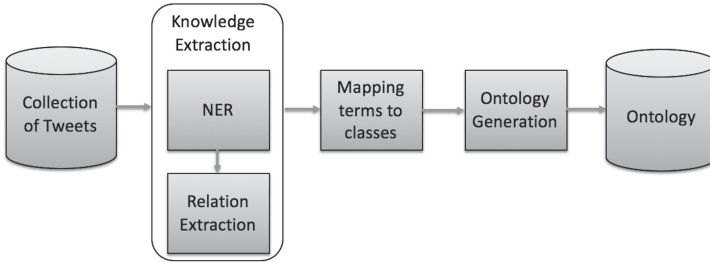 Knowledge
Extraction
Collection
of Tweets
NER
Relation
Extraction
Mapping
terms to
classes
Ontology
Generation
Ontology